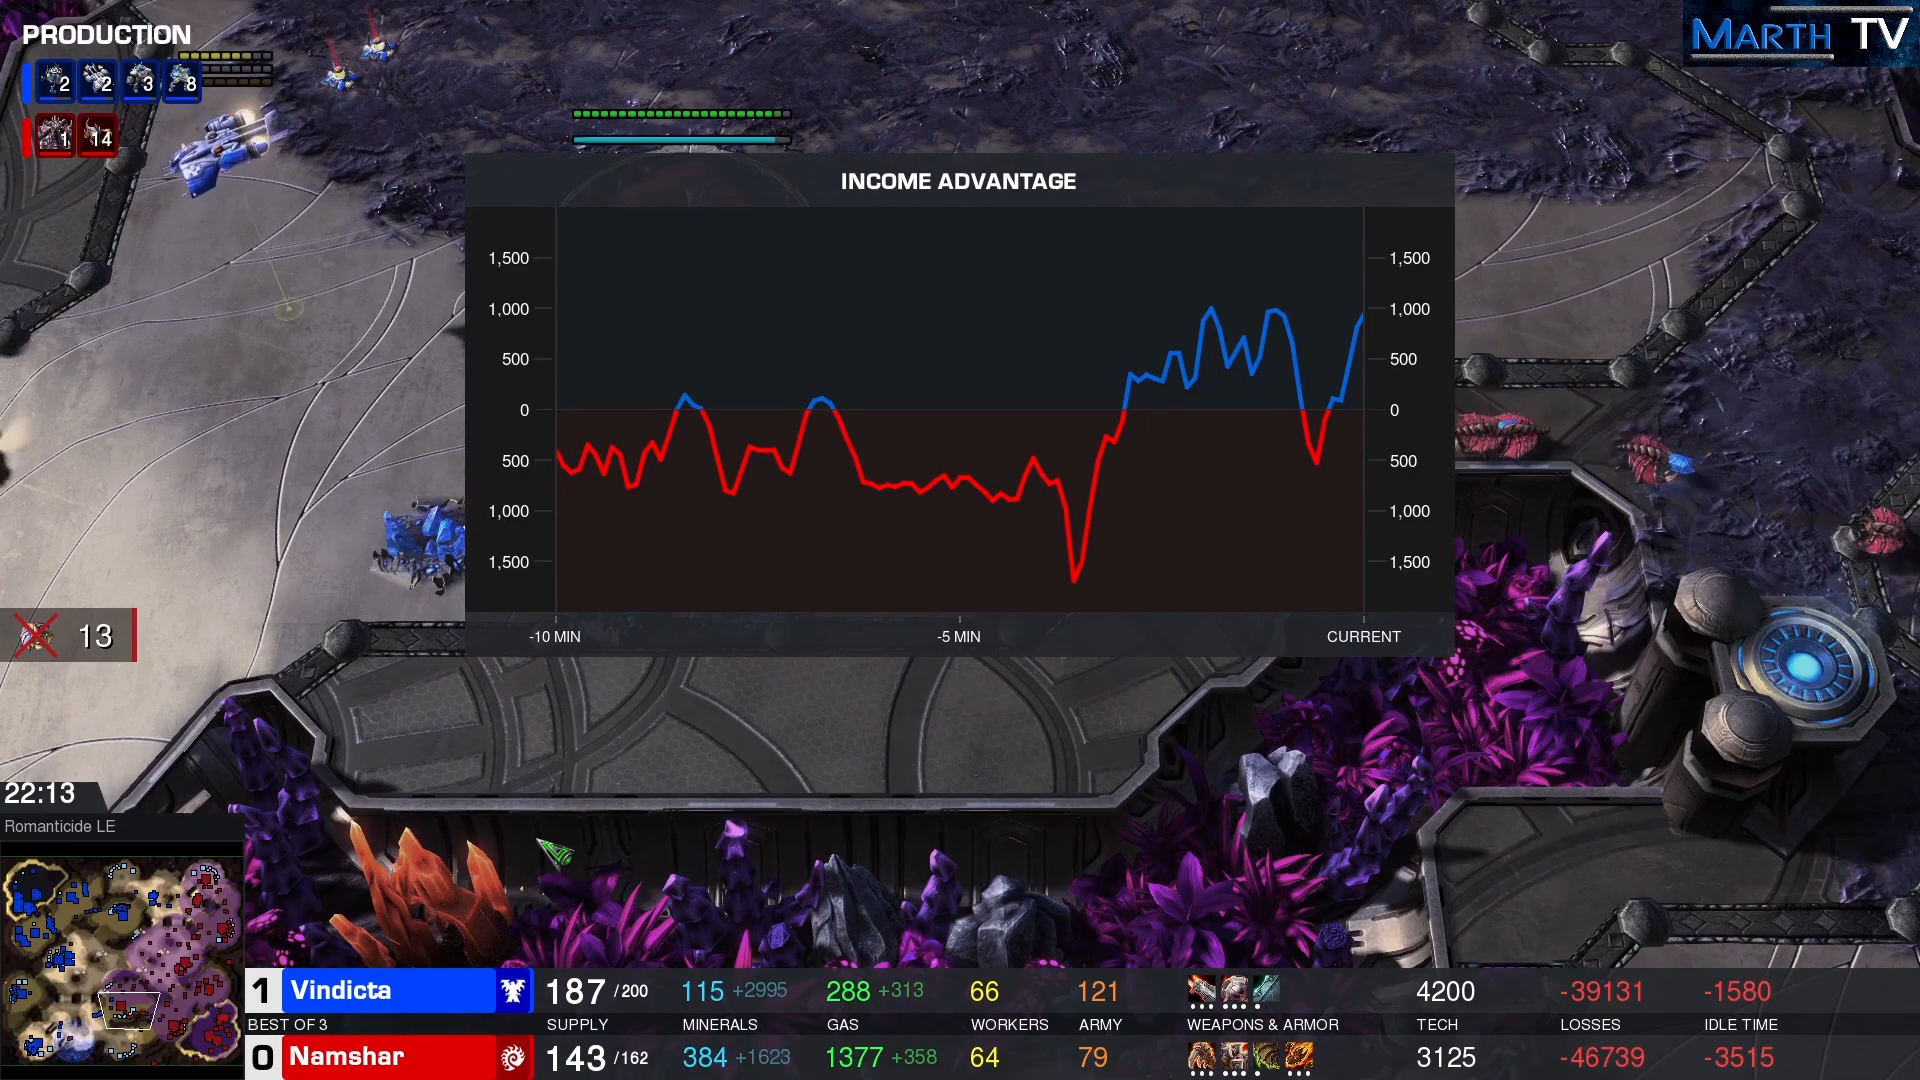 PRODUCTION
MARTH TV
2 2 3 8
1 14
INCOME ADVANTAGE
1,500 1,500
1,000 1,000
500 500
0 0
500 500
1,000 1,000
1,500 1,500
-10 MIN -5 MIN CURRENT
13
22:13
Romanticide LE
1 Vindicta 187 /200 115 +2995 288 +313 66 121 4200 -39131 -1580
BEST OF 3 SUPPLY MINERALS GAS WORKERS ARMY WEAPONS & ARMOR TECH LOSSES IDLE TIME
0 Namshar 143 /162 384 +1623 1377 +358 64 79 3125 -46739 -3515